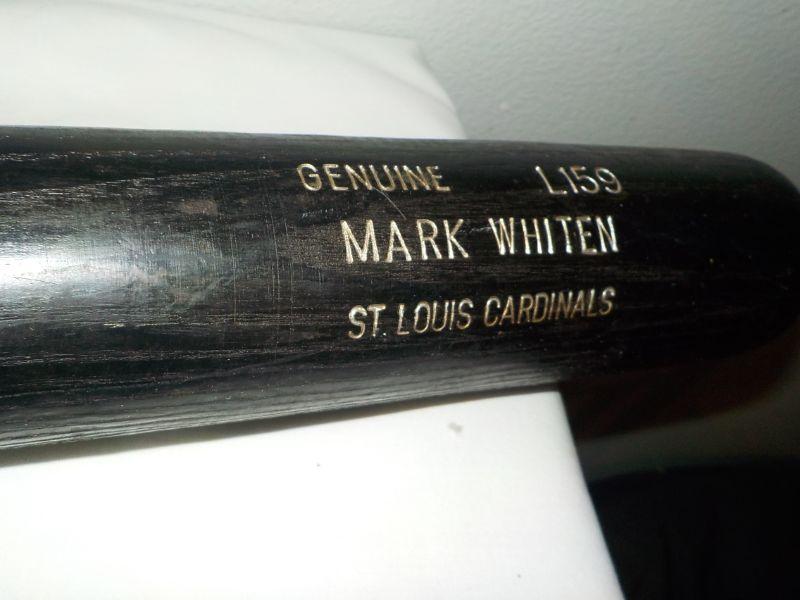 GENUINE L159
MARK WHITEN
ST. LOUIS CARDINALS